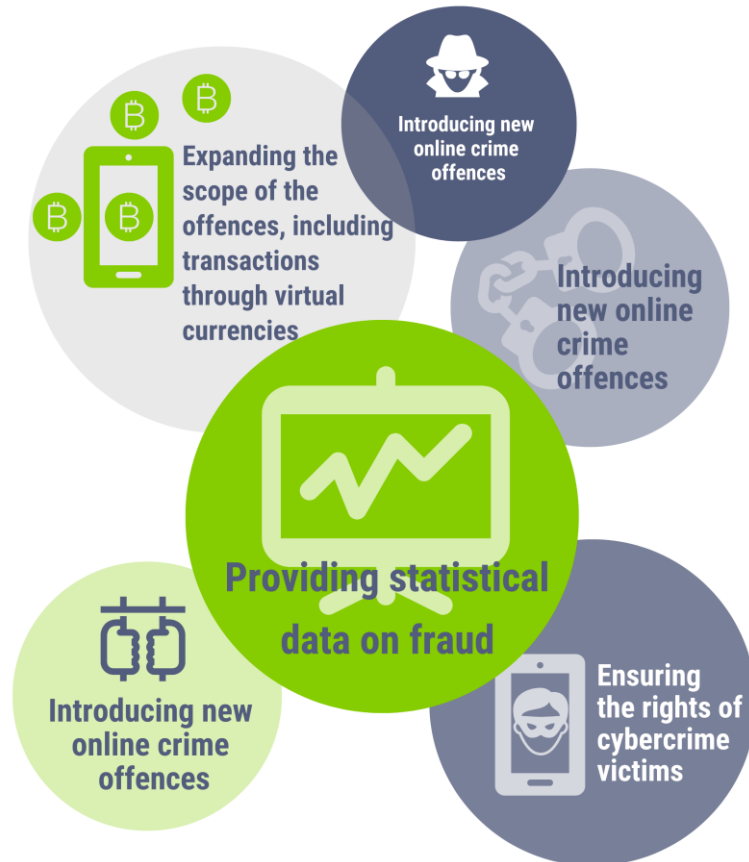 Introducing new
online crime
offences
Expanding the
scope of the
offences, including
transactions
through virtual
currencies
Introducing
new online
crime
offences
Providing statistical
data on fraud
Introducing new
online crime
offences
Ensuring
the rights of
cybercrime
victims